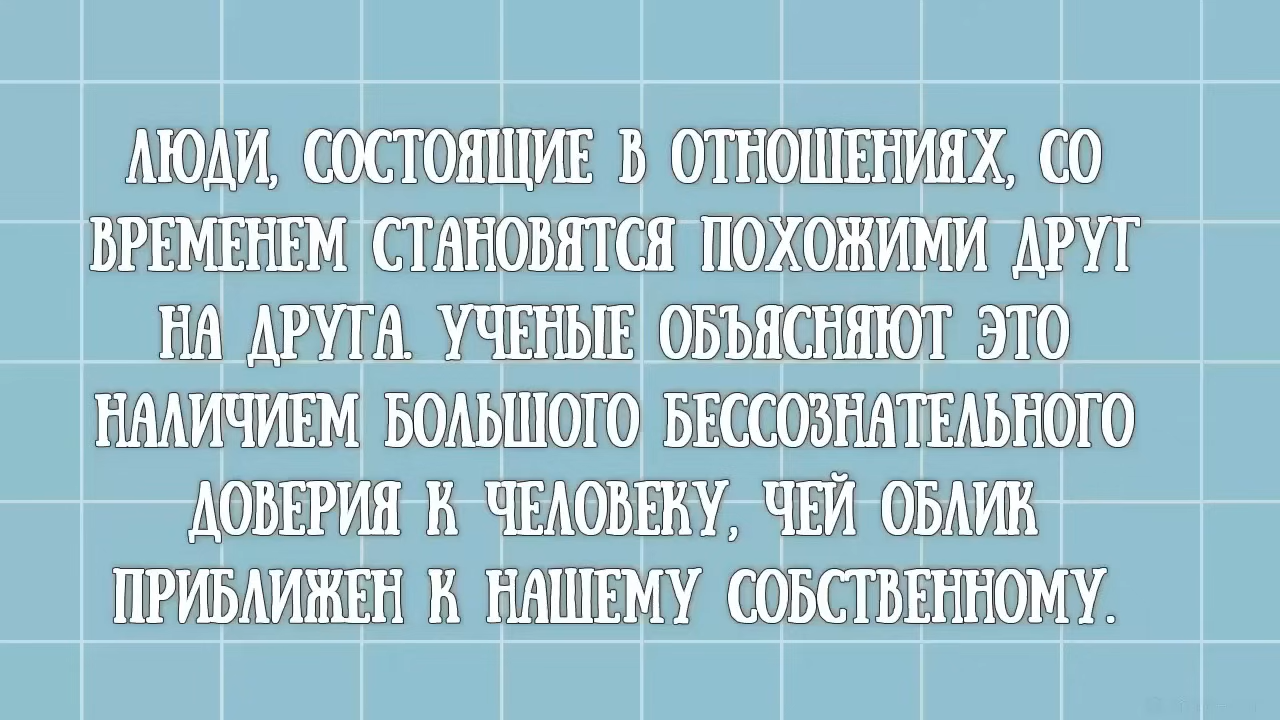 ЛЮДИ, СОСТОЯЩИЕ В ОТНОШЕНИЯХ, СО
ВРЕМЕНЕМ СТАНОВЯТСЯ ПОХОЖИМИ ДРУГ
НА ДРУГА. УЧЕНЫЕ ОБЪЯСНЯЮТ ЭТО
НАЛИЧИЕМ БОЛЬШОГО БЕССОЗНАТЕЛЬНОГО
ДОВЕРИЯ К ЧЕЛОВЕКУ, ЧЕЙ ОБЛИК
ПРИБЛИЖЕН К НАШЕМУ СОБСТВЕННОМУ.